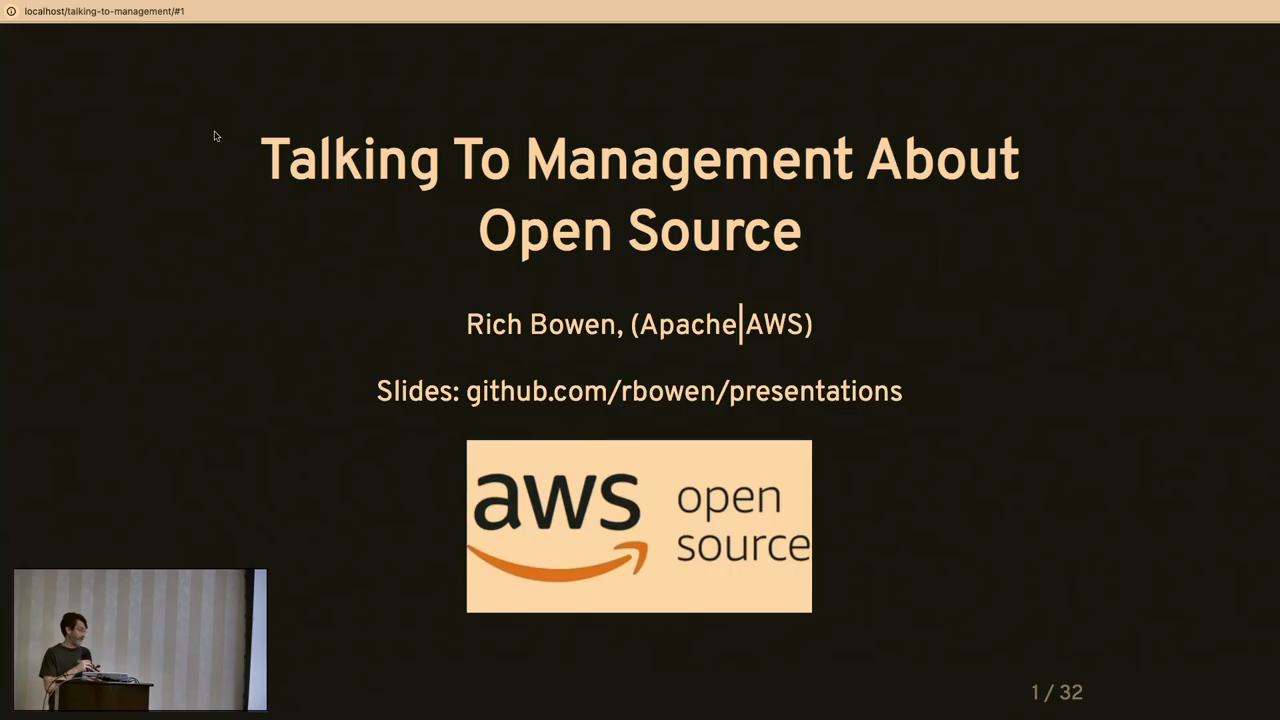 localhost/talking-to-management/#1
Talking To Management About
Open Source
Rich Bowen, (Apache|AWS)
Slides: github.com/rbowen/presentations
aws open
source
1 / 32